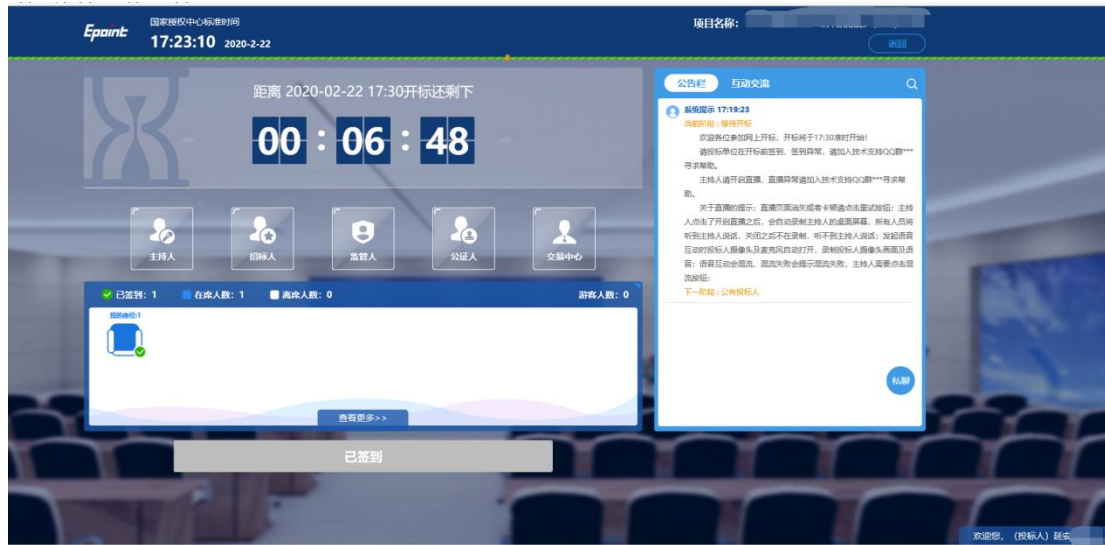 Epoint
国家授权中心标准时间
17:23:10 2020-2-22
项目名称：
返回
距离 2020-02-22 17:30开标还剩下
00 : 06 : 48
主持人
招标人
监管人
公证人
交易中心
已签到：1 在席人数：1 离席人数：0 游客人数：0
我的座位:1
查看更多>>
已签到
公告栏 互动交流
系统提示 17:19:23
当前阶段：等待开标
欢迎各位参加网上开标，开标将于17:30准时开始!
请投标单位在开标前签到，签到异常，请加入技术支持QQ群***
寻求帮助。
主持人请开启直播，直播异常请加入技术支持QQ群***寻求帮
助。
关于直播的提示：直播页面消失或者卡顿请点击重试按钮；主持
人点击了开启直播之后，会自动录制主持人的桌面屏幕，所有人员将
听到主持人说话，关闭之后不在录制，听不到主持人说话；发起语音
互动时投标人摄像头及麦克风自动打开，录制投标人摄像头画面及语
音；语音互动会混流，混流失败会提示混流失败，主持人需要点击混
流按钮；
下一阶段：公布投标人
私聊
欢迎您，（投标人）延安